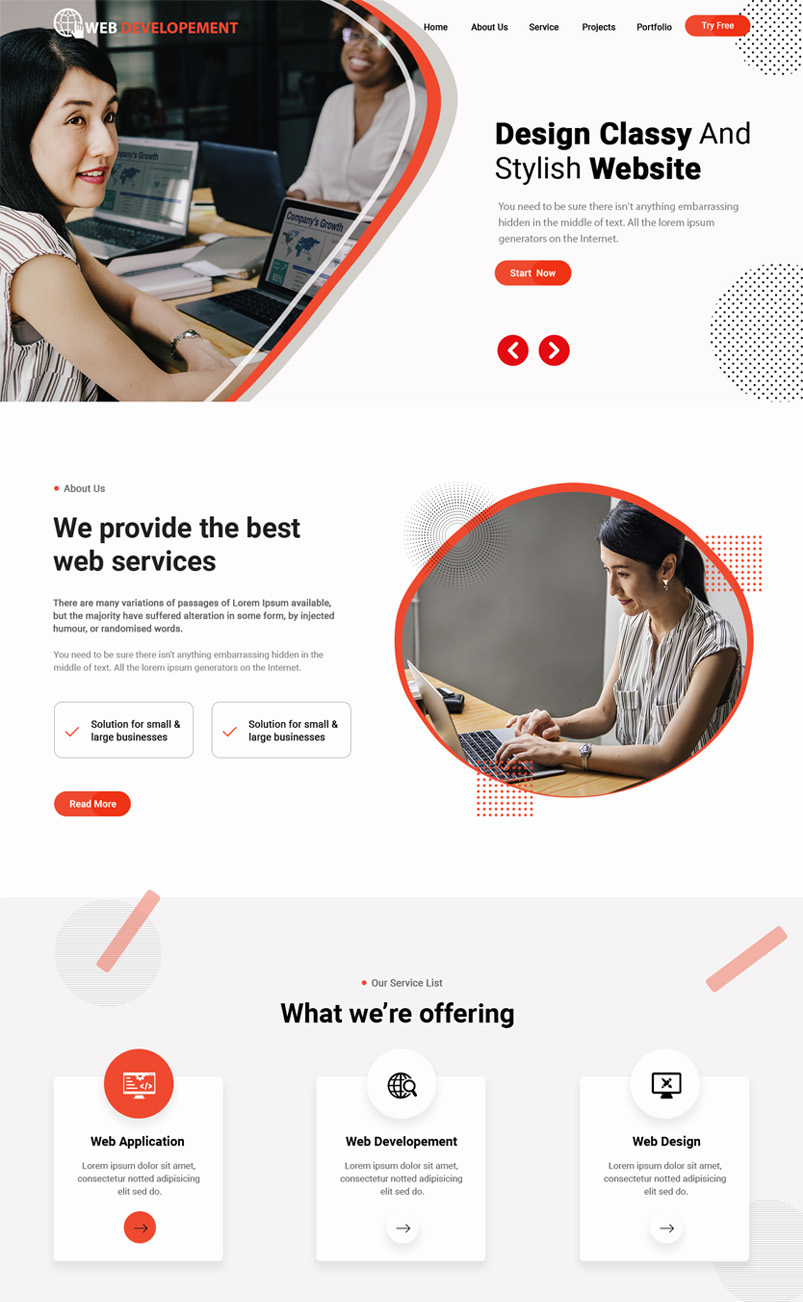 WEB DEVELOPEMENT
Home About Us Service Projects Portfolio Try Free
Company's Growth
Company's Growth
Design Classy And
Stylish Website
You need to be sure there isn't anything embarrassing
hidden in the middle of text. All the lorem ipsum
generators on the Internet.
Start Now
About Us
We provide the best
web services
There are many variations of passages of Lorem Ipsum available,
but the majority have suffered alteration in some form, by injected
humour, or randomised words.
You need to be sure there isn't anything embarrassing hidden in the
middle of text. All the lorem ipsum generators on the Internet.
Solution for small &
large businesses
Solution for small &
large businesses
Read More
Our Service List
What we’re offering
Web Application
Lorem ipsum dolor sit amet,
consectetur notted adipisicing
elit sed do.
Web Developement
Lorem ipsum dolor sit amet,
consectetur notted adipisicing
elit sed do.
Web Design
Lorem ipsum dolor sit amet,
consectetur notted adipisicing
elit sed do.